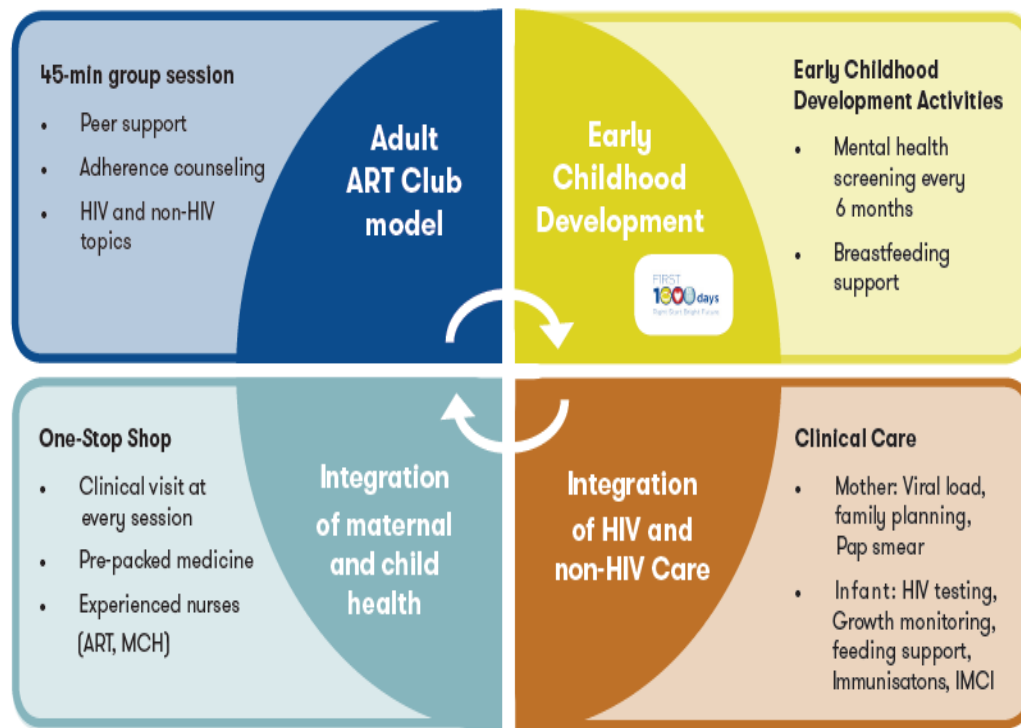 45-min group session
• Peer support
• Adherence counseling
• HIV and non-HIV
topics
Adult
ART Club
model
Early
Childhood
Development
FIRST
1000 days
Right Start. Bright Future.
Early Childhood
Development Activities
• Mental health
screening every
6 months
• Breastfeeding
support
One-Stop Shop
• Clinical visit at
every session
• Pre-packed medicine
• Experienced nurses
(ART, MCH)
Integration
of maternal
and child
health
Integration
of HIV and
non-HIV Care
Clinical Care
• Mother: Viral load,
family planning,
Pap smear
• Infant: HIV testing,
Growth monitoring,
feeding support,
Immunisatons, IMCI